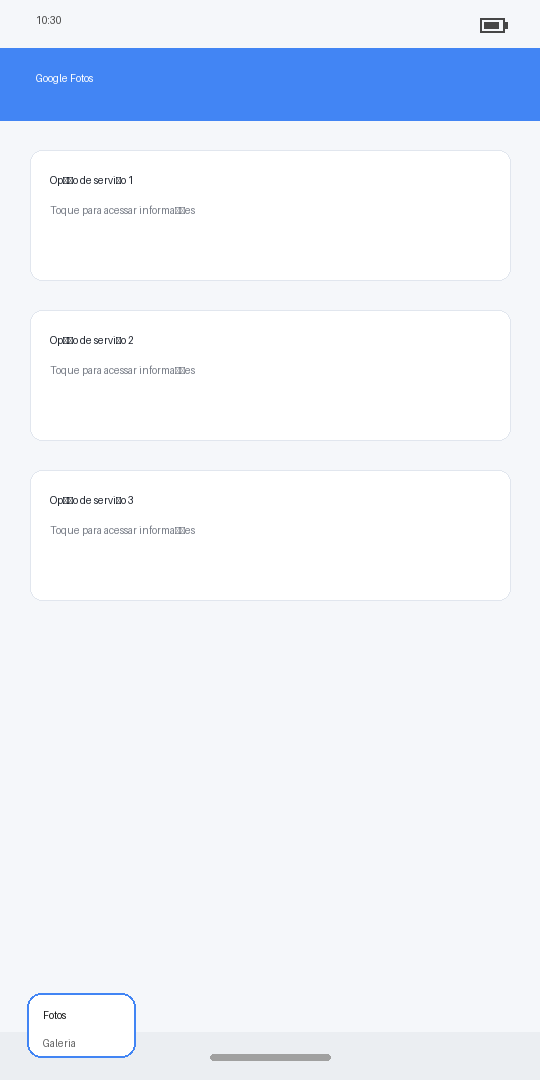 10:30
Google Fotos
de 1
Toque para acessar
de 2
Toque para acessar
de 3
Toque para acessar
Fotos
Galeria